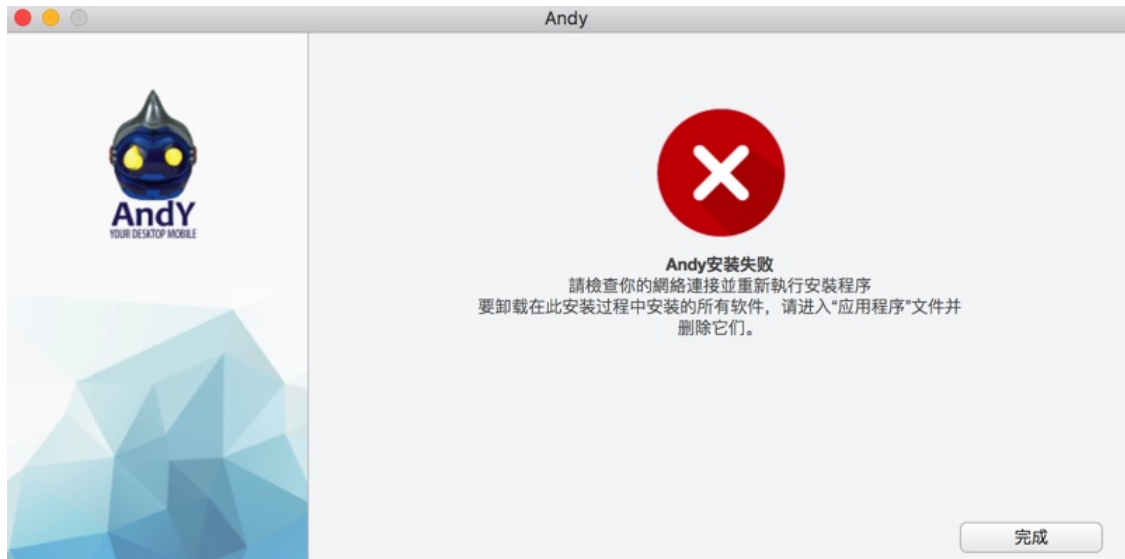 Andy
AndY
YOUR DESKTOP MOBILE
Andy安装失败
請檢查你的網絡連接並重新執行安裝程序
要卸载在此安装过程中安装的所有软件，请进入“应用程序”文件并
删除它们。
完成